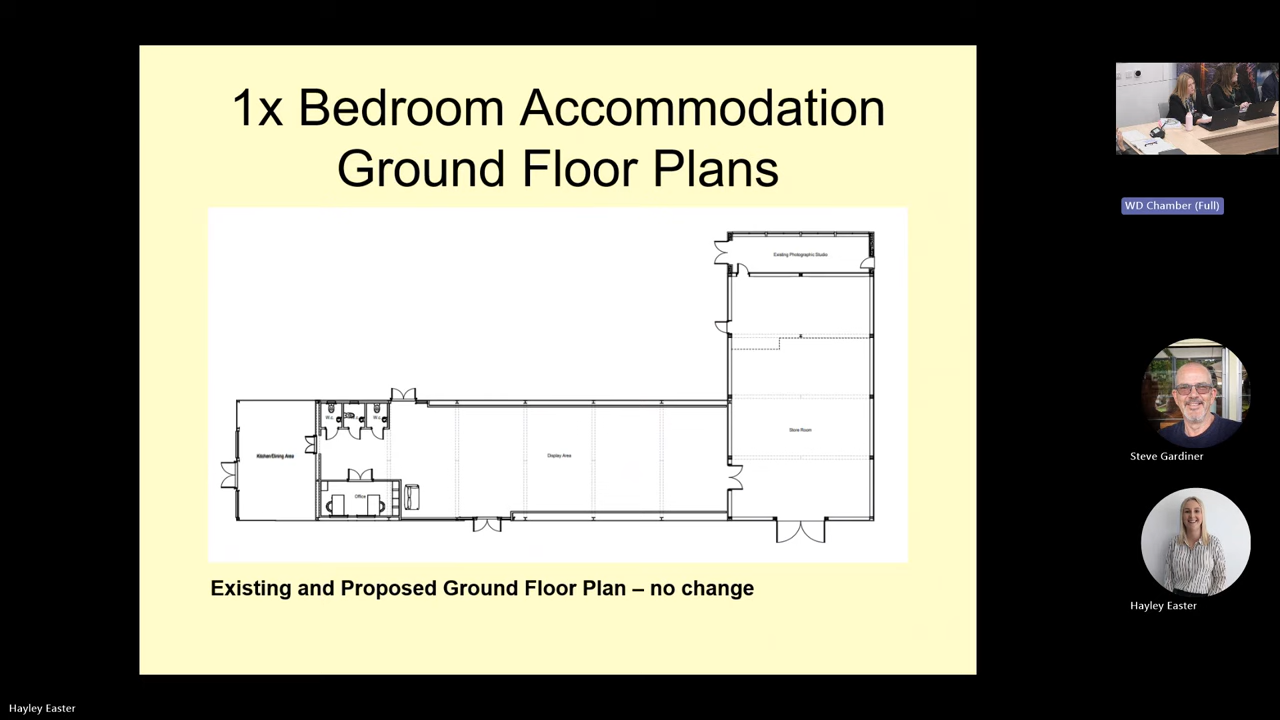 1x Bedroom Accommodation
Ground Floor Plans
Existing Photographic Studio
Store Room
Kitchen/Dining Area
Display Area
Office
Existing and Proposed Ground Floor Plan – no change
WD Chamber (Full)
Steve Gardiner
Hayley Easter
Hayley Easter